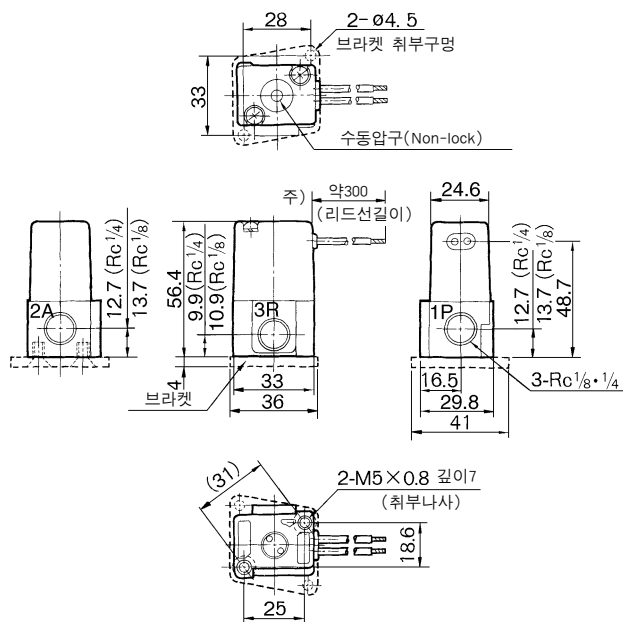 28
2-ø4.5
브라켓 취부구멍
33
수동압구(Non-lock)
주) 약300
(리드선길이)
24.6
2A
12.7 (Rc1/4)
13.7 (Rc1/8)
56.4
9.9 (Rc1/4)
10.9 (Rc1/8)
3R
1P
12.7 (Rc1/4)
13.7 (Rc1/8)
48.7
4
브라켓
33
36
16.5
29.8
41
3-Rc1/8·1/4
(31)
2-M5×0.8 깊이7
(취부나사)
18.6
25